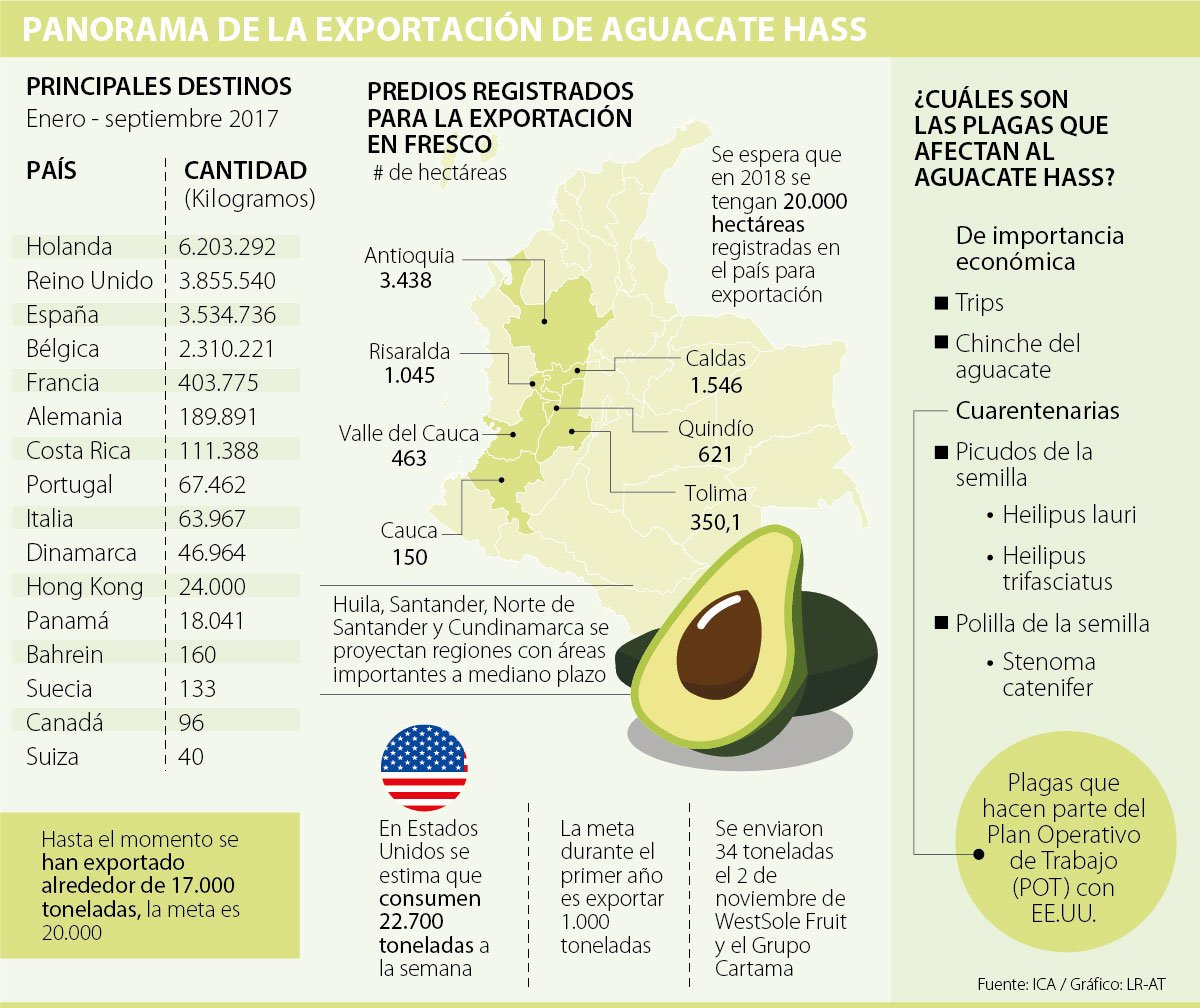 PANORAMA DE LA EXPORTACIÓN DE AGUACATE HASS
PRINCIPALES DESTINOS
Enero - septiembre 2017
PAÍS CANTIDAD
(Kilogramos)
Holanda 6.203.292
Reino Unido 3.855.540
España 3.534.736
Bélgica 2.310.221
Francia 403.775
Alemania 189.891
Costa Rica 111.388
Portugal 67.462
Italia 63.967
Dinamarca 46.964
Hong Kong 24.000
Panamá 18.041
Bahrein 160
Suecia 133
Canadá 96
Suiza 40
Hasta el momento se
han exportado
alrededor de 17.000
toneladas, la meta es
20.000
PREDIOS REGISTRADOS
PARA LA EXPORTACIÓN
EN FRESCO
# de hectáreas
Se espera que
en 2018 se
tengan 20.000
hectáreas
registradas en
el país para
exportación
Antioquia
3.438
Risaralda
1.045
Valle del Cauca
463
Cauca
150
Caldas
1.546
Quindío
621
Tolima
350,1
Huila, Santander, Norte de
Santander y Cundinamarca se
proyectan regiones con áreas
importantes a mediano plazo
En Estados
Unidos se
estima que
consumen
22.700
toneladas a
la semana
La meta
durante el
primer año
es exportar
1.000
toneladas
Se enviaron
34 toneladas
el 2 de
noviembre de
WestSole Fruit
y el Grupo
Cartama
¿CUÁLES SON
LAS PLAGAS QUE
AFECTAN AL
AGUACATE HASS?
De importancia
económica
■ Trips
■ Chinche del
aguacate
Cuarentenarias
■ Picudos de la
semilla
• Heilipus lauri
• Heilipus
trifasciatus
■ Polilla de la semilla
• Stenoma
catenifer
Plagas que
hacen parte del
Plan Operativo
de Trabajo
(POT) con
EE.UU.
Fuente: ICA / Gráfico: LR-AT